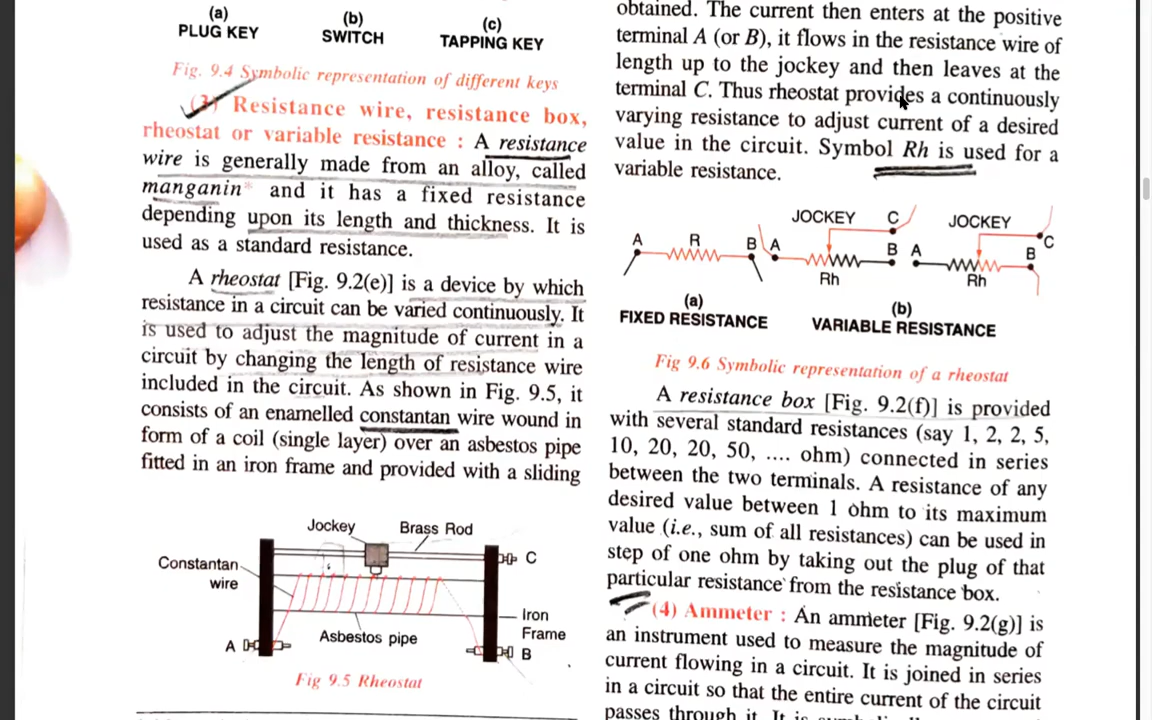 (a)
PLUG KEY
(b)
SWITCH
(c)
TAPPING KEY
Fig. 9.4 Symbolic representation of different keys
(3) Resistance wire, resistance box,
rheostat or variable resistance : A resistance
wire is generally made from an alloy, called
manganin* and it has a fixed resistance
depending upon its length and thickness. It is
used as a standard resistance.
A rheostat [Fig. 9.2(e)] is a device by which
resistance in a circuit can be varied continuously. It
is used to adjust the magnitude of current in a
circuit by changing the length of resistance wire
included in the circuit. As shown in Fig. 9.5, it
consists of an enamelled constantan wire wound in
form of a coil (single layer) over an asbestos pipe
fitted in an iron frame and provided with a sliding
Jockey
Brass Rod
Constantan
wire
C
Iron
Frame
A
Asbestos pipe
B
Fig 9.5 Rheostat
obtained. The current then enters at the positive
terminal A (or B), it flows in the resistance wire of
length up to the jockey and then leaves at the
terminal C. Thus rheostat provides a continuously
varying resistance to adjust current of a desired
value in the circuit. Symbol Rh is used for a
variable resistance.
JOCKEY C JOCKEY C
A R B A B A B
Rh Rh
(a)
FIXED RESISTANCE
(b)
VARIABLE RESISTANCE
Fig 9.6 Symbolic representation of a rheostat
A resistance box [Fig. 9.2(f)] is provided
with several standard resistances (say 1, 2, 2, 5,
10, 20, 20, 50, .... ohm) connected in series
between the two terminals. A resistance of any
desired value between 1 ohm to its maximum
value (i.e., sum of all resistances) can be used in
step of one ohm by taking out the plug of that
particular resistance from the resistance box.
(4) Ammeter : An ammeter [Fig. 9.2(g)] is
an instrument used to measure the magnitude of
current flowing in a circuit. It is joined in series
in a circuit so that the entire current of the circuit
passes through it. It is